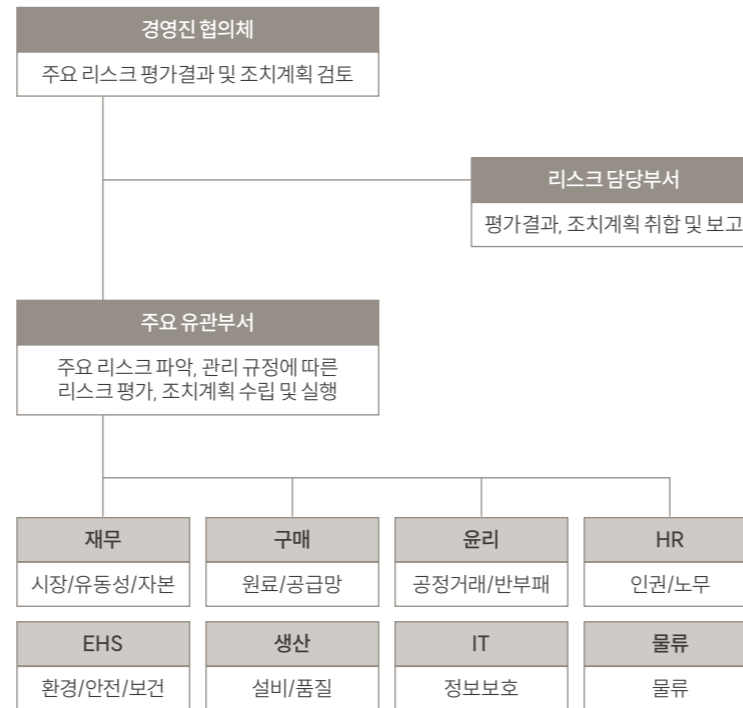 경영진 협의체
주요 리스크 평가결과 및 조치계획 검토
리스크 담당부서
평가결과, 조치계획 취합 및 보고
주요 유관부서
주요 리스크 파악, 관리 규정에 따른
리스크 평가, 조치계획 수립 및 실행
재무
구매
윤리
HR
시장/유동성/자본
원료/공급망
공정거래/반부패
인권/노무
EHS
생산
IT
물류
환경/안전/보건
설비/품질
정보보호
물류